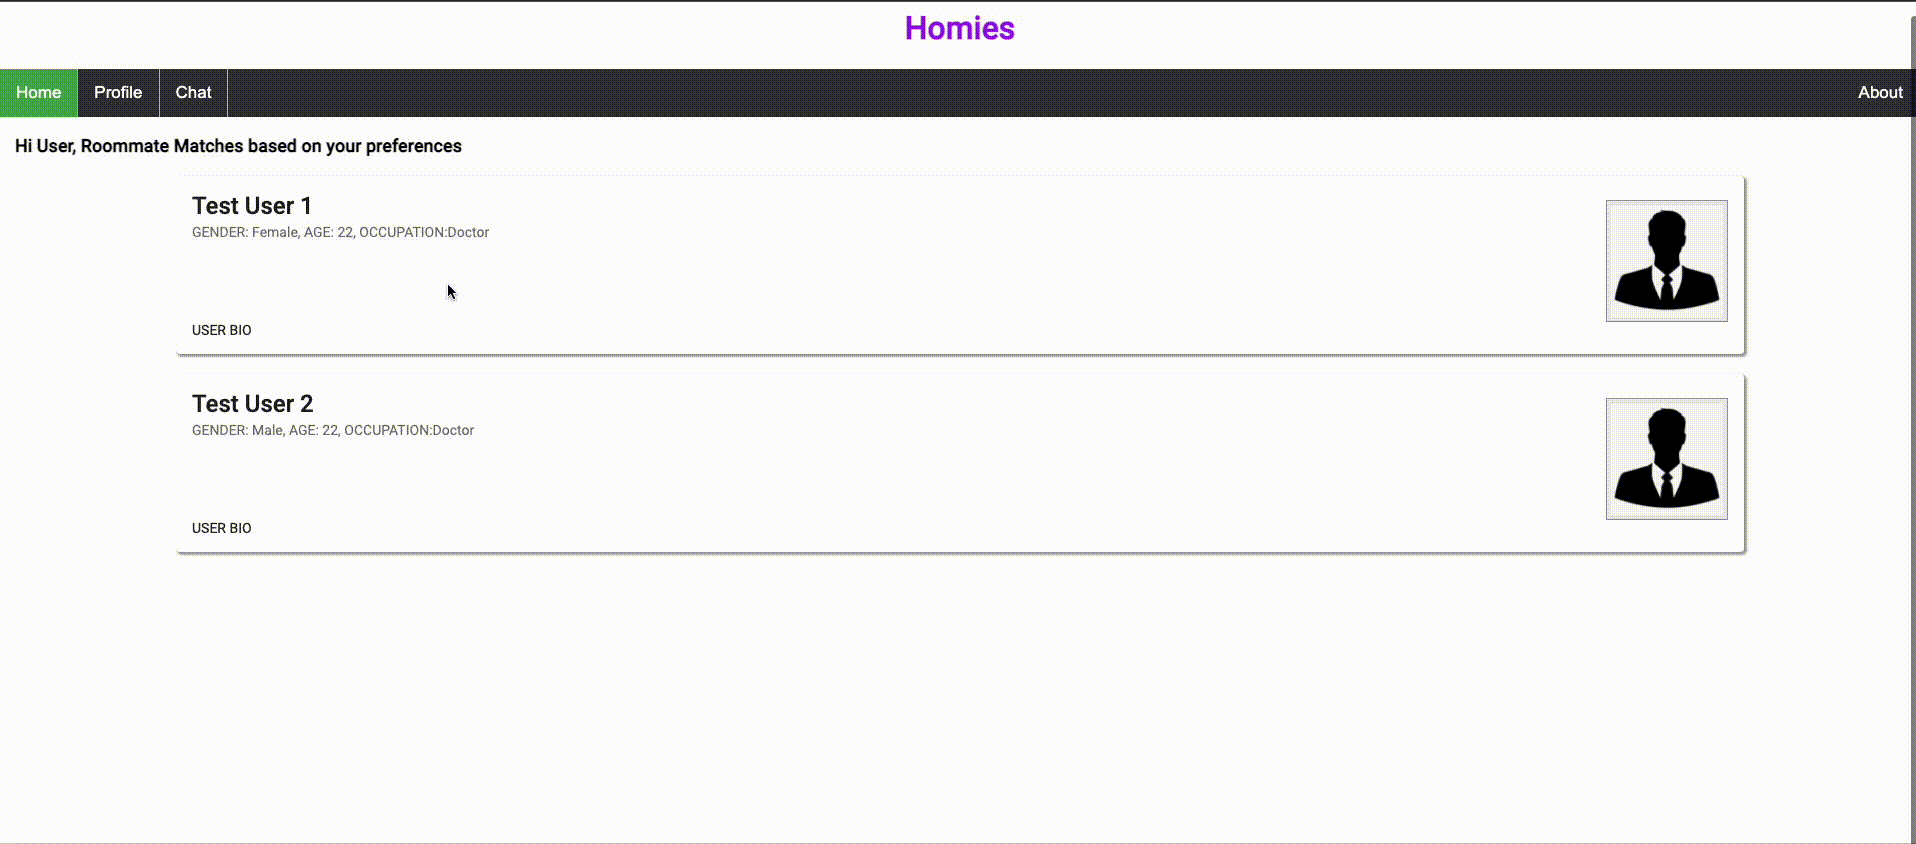 Homies
Home Profile Chat About
Hi User, Roommate Matches based on your preferences
Test User 1
GENDER: Female, AGE: 22, OCCUPATION:Doctor
USER BIO
Test User 2
GENDER: Male, AGE: 22, OCCUPATION:Doctor
USER BIO